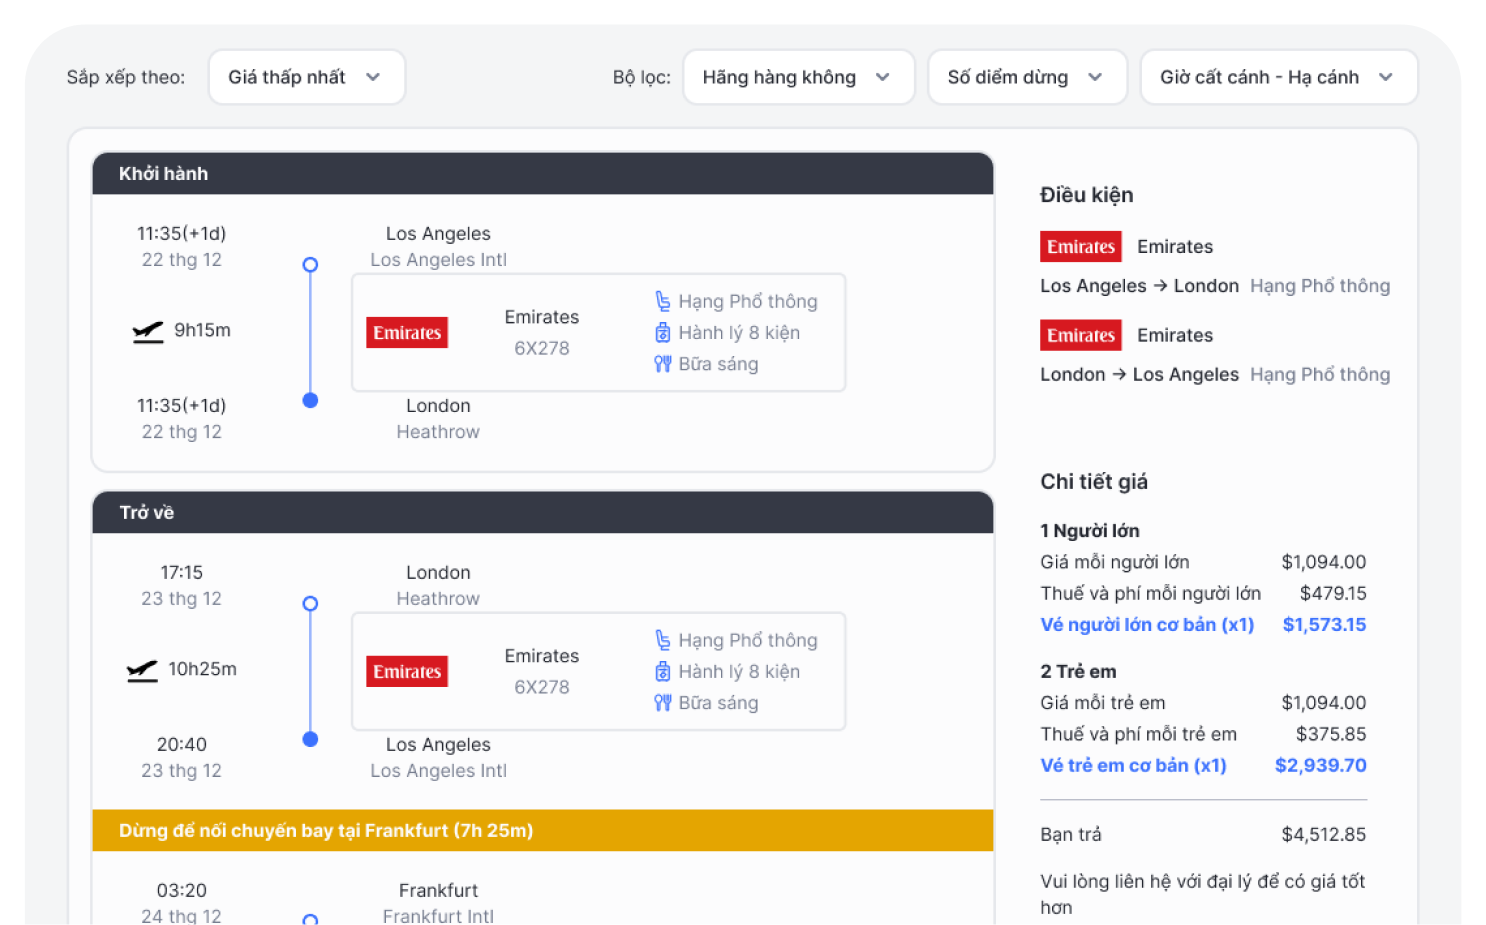 Sắp xếp theo: Giá thấp nhất Bộ lọc: Hãng hàng không Số diểm dừng Giờ cất cánh - Hạ cánh
Khởi hành
11:35(+1d) Los Angeles
22 thg 12 Los Angeles Intl
9h15m
Emirates
Emirates
6X278
Hạng Phổ thông
Hành lý 8 kiện
Bữa sáng
11:35(+1d) London
22 thg 12 Heathrow
Trở về
17:15 London
23 thg 12 Heathrow
10h25m
Emirates
Emirates
6X278
Hạng Phổ thông
Hành lý 8 kiện
Bữa sáng
20:40 Los Angeles
23 thg 12 Los Angeles Intl
Dừng để nối chuyến bay tại Frankfurt (7h 25m)
03:20 Frankfurt
24 thg 12 Frankfurt Intl
Điều kiện
Emirates Emirates
Los Angeles → London Hạng Phổ thông
Emirates Emirates
London → Los Angeles Hạng Phổ thông
Chi tiết giá
1 Người lớn
Giá mỗi người lớn $1,094.00
Thuế và phí mỗi người lớn $479.15
Vé người lớn cơ bản (x1) $1,573.15
2 Trẻ em
Giá mỗi trẻ em $1,094.00
Thuế và phí mỗi trẻ em $375.85
Vé trẻ em cơ bản (x1) $2,939.70
Bạn trả $4,512.85
Vui lòng liên hệ với đại lý để có giá tốt
hơn